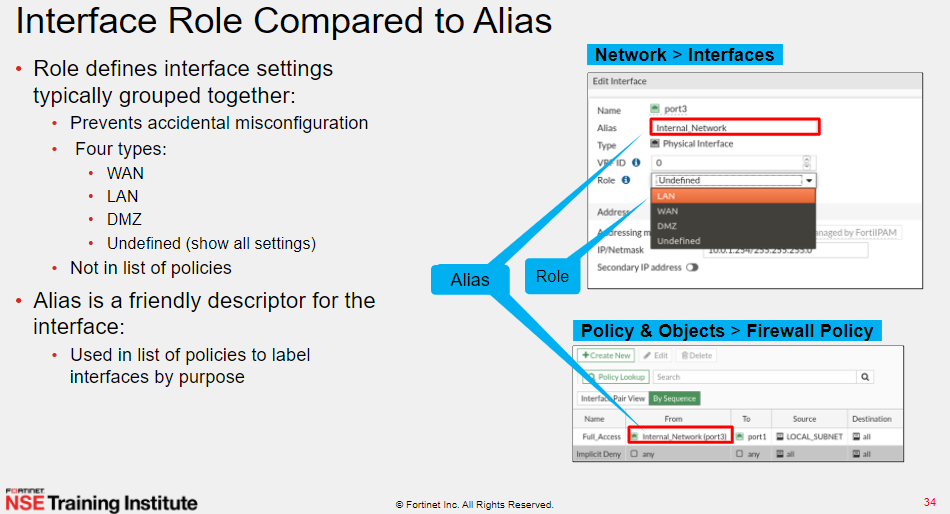 Interface Role Compared to Alias
• Role defines interface settings
typically grouped together:
• Prevents accidental misconfiguration
• Four types:
• WAN
• LAN
• DMZ
• Undefined (show all settings)
• Not in list of policies
• Alias is a friendly descriptor for the
interface:
• Used in list of policies to label
interfaces by purpose
Network > Interfaces
Edit Interface
Name port3
Alias Internal_Network
Type Physical Interface
VRF ID 0
Role Undefined
LAN
WAN
DMZ
Undefined
Address
Addressing m anaged by FortiIPAM
IP/Netmask 10.0.1.254/255.255.255.0
Secondary IP address
Alias
Role
Policy & Objects > Firewall Policy
+Create New Edit Delete
Policy Lookup Search
Interface Pair View By Sequence
Name From To Source Destination
Full_Access Internal_Network (port3) port1 LOCAL_SUBNET all
Implicit Deny any any all all
FORTINET
NSE Training Institute
© Fortinet Inc. All Rights Reserved.
34